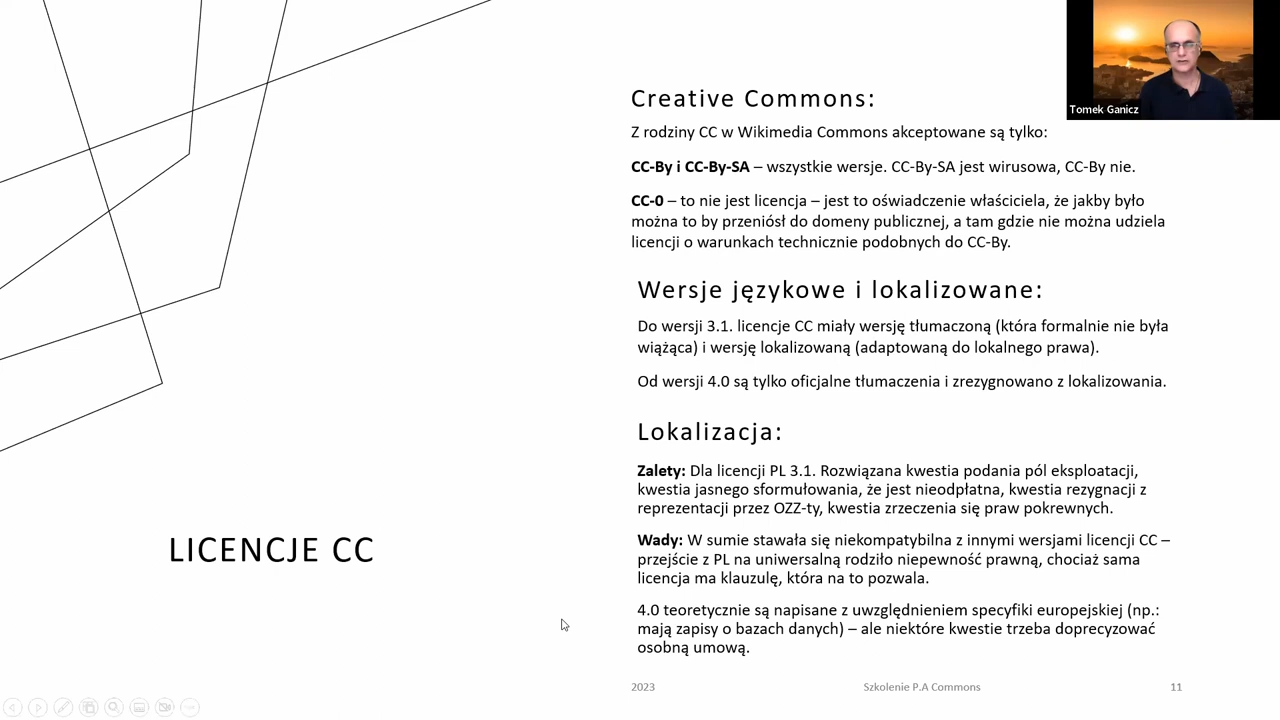 Tomek Ganicz
Creative Commons:
Z rodziny CC w Wikimedia Commons akceptowane są tylko:
CC-By i CC-By-SA – wszystkie wersje. CC-By-SA jest wirusowa, CC-By nie.
CC-0 – to nie jest licencja – jest to oświadczenie właściciela, że jakby było
można to by przeniósł do domeny publicznej, a tam gdzie nie można udziela
licencji o warunkach technicznie podobnych do CC-By.
Wersje językowe i lokalizowane:
Do wersji 3.1. licencje CC miały wersję tłumaczoną (która formalnie nie była
wiążąca) i wersję lokalizowaną (adaptowaną do lokalnego prawa).
Od wersji 4.0 są tylko oficjalne tłumaczenia i zrezygnowano z lokalizowania.
Lokalizacja:
Zalety: Dla licencji PL 3.1. Rozwiązana kwestia podania pól eksploatacji,
kwestia jasnego sformułowania, że jest nieodpłatna, kwestia rezygnacji z
reprezentacji przez OZZ-ty, kwestia zrzeczenia się praw pokrewnych.
Wady: W sumie stawała się niekompatybilna z innymi wersjami licencji CC –
przejście z PL na uniwersalną rodziło niepewność prawną, chociaż sama
licencja ma klauzulę, która na to pozwala.
4.0 teoretycznie są napisane z uwzględnieniem specyfiki europejskiej (np.:
mają zapisy o bazach danych) – ale niektóre kwestie trzeba doprecyzować
osobną umową.
LICENCJE CC
2023
Szkolenie P.A Commons
11